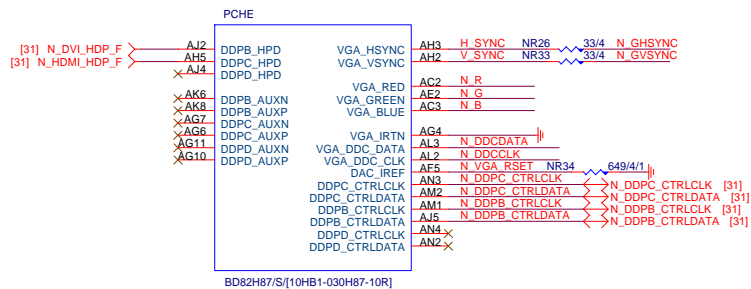 PCHE
[31] N_DVI_HDP_F AJ2 DDPB_HPD VGA_HSYNC AH3 H_SYNC NR26 33/4 N_GHSYNC
[31] N_HDMI_HDP_F AH5 DDPC_HPD VGA_VSYNC AH2 V_SYNC NR33 33/4 N_GVSYNC
AJ4 DDPD_HPD
VGA_RED AC2 N_R
AK6 DDPB_AUXN VGA_GREEN AE2 N_G
AK8 DDPB_AUXP VGA_BLUE AC3 N_B
AG7 DDPC_AUXN
AG6 DDPC_AUXP VGA_IRTN AG4
AG11 DDPD_AUXN VGA_DDC_DATA AL3 N_DDCDATA
AG10 DDPD_AUXP VGA_DDC_CLK AL2 N_DDCCLK
DAC_IREF AF5 N_VGA_RSET NR34 649/4/1
DDPC_CTRLCLK AN3 N_DDPC_CTRLCLK N_DDPC_CTRLCLK [31]
DDPC_CTRLDATA AM2 N_DDPC_CTRLDATA N_DDPC_CTRLDATA [31]
DDPB_CTRLCLK AM1 N_DDPB_CTRLCLK N_DDPB_CTRLCLK [31]
DDPB_CTRLDATA AJ5 N_DDPB_CTRLDATA N_DDPB_CTRLDATA [31]
DDPD_CTRLCLK AN4
DDPD_CTRLDATA AN2
BD82H87/S/[10HB1-030H87-10R]